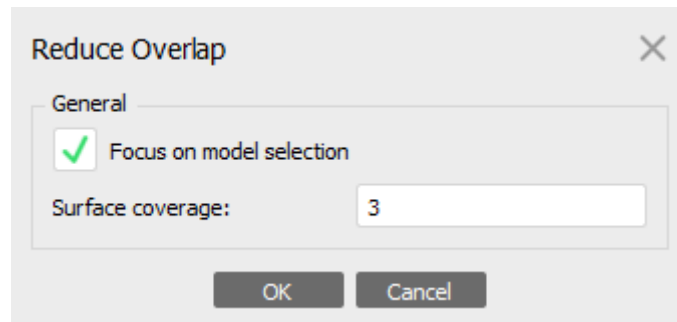 Reduce Overlap
General
Focus on model selection
Surface coverage: 3
OK Cancel